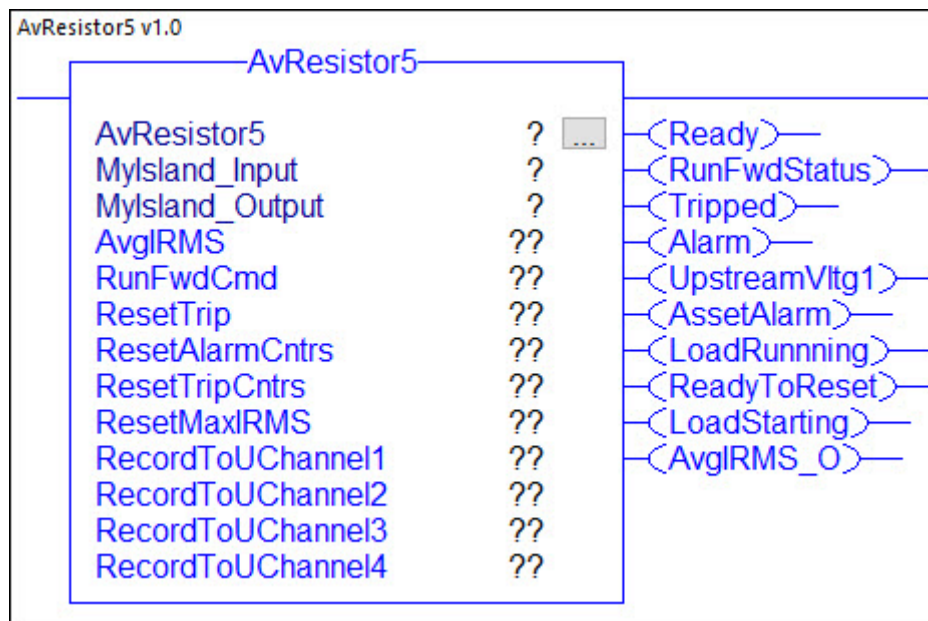 AvResistor5 v1.0
AvResistor5
AvResistor5 ? ... Ready
MyIsland_Input ? RunFwdStatus
MyIsland_Output ? Tripped
AvgIRMS ?? Alarm
RunFwdCmd ?? UpstreamVltg1
ResetTrip ?? AssetAlarm
ResetAlarmCntrs ?? LoadRunnning
ResetTripCntrs ?? ReadyToReset
ResetMaxIRMS ?? LoadStarting
RecordToUChannel1 ?? AvgIRMS_O
RecordToUChannel2 ??
RecordToUChannel3 ??
RecordToUChannel4 ??